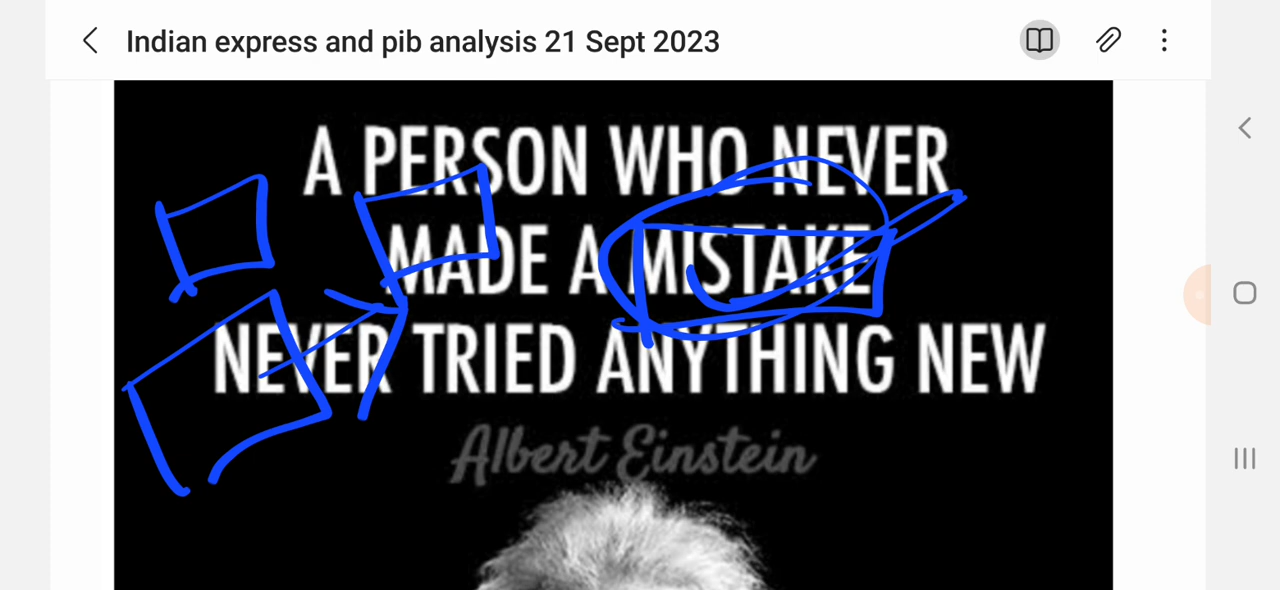 Indian express and pib analysis 21 Sept 2023
A PERSON WHO NEVER
MADE A MISTAKE
NEVER TRIED ANYTHING NEW
Albert Einstein